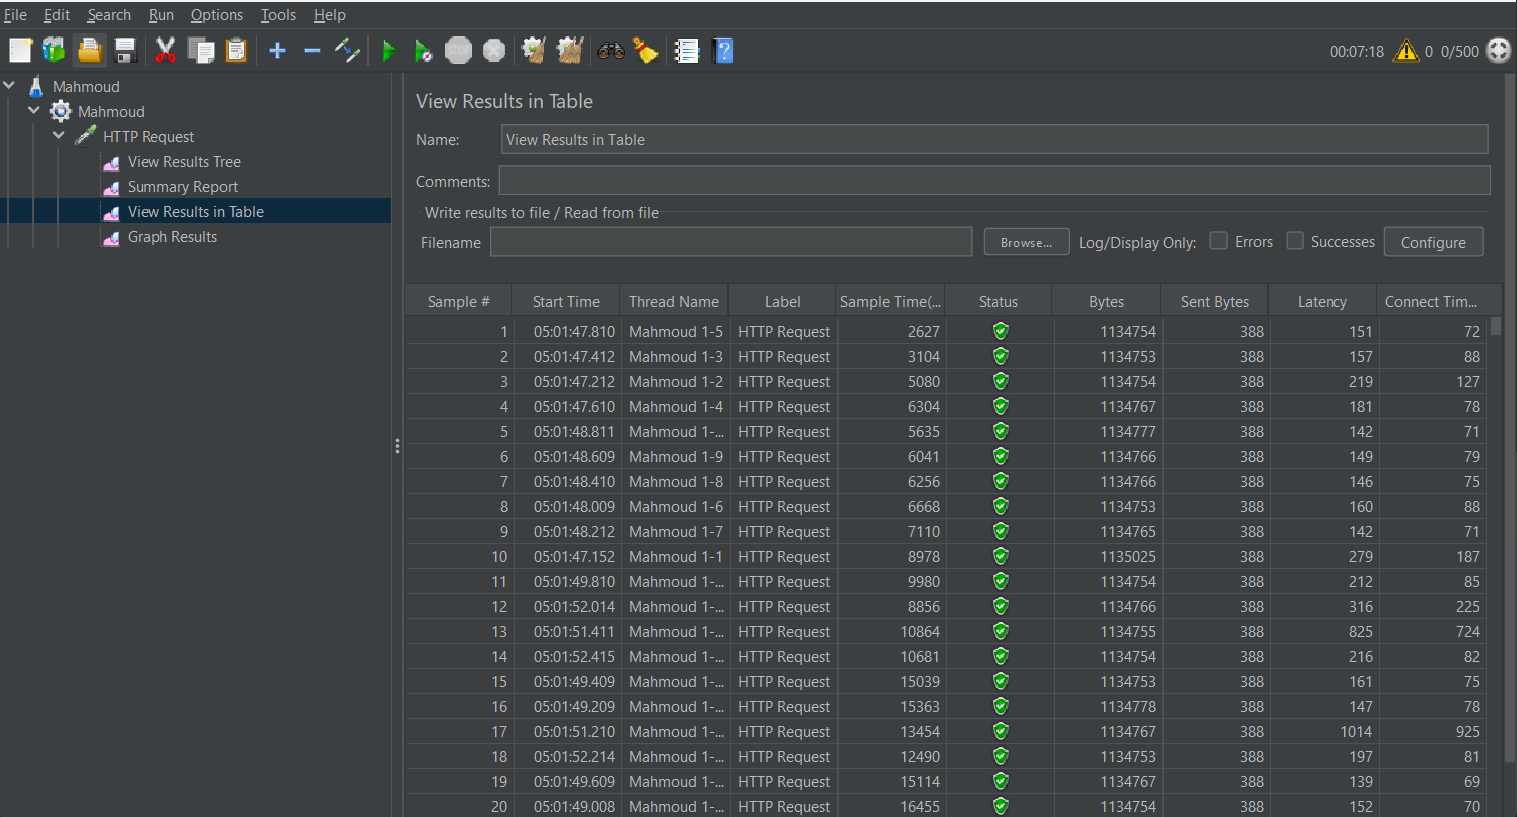 File Edit Search Run Options Tools Help
STOP
00:07:18 0 0/500
Mahmoud
Mahmoud
HTTP Request
View Results Tree
Summary Report
View Results in Table
Graph Results
View Results in Table
Name: View Results in Table
Comments:
Write results to file / Read from file
Filename Browse... Log/Display Only: Errors Successes Configure
Sample # Start Time Thread Name Label Sample Time(... Status Bytes Sent Bytes Latency Connect Tim...
1 05:01:47.810 Mahmoud 1-5 HTTP Request 2627 1134754 388 151 72
2 05:01:47.412 Mahmoud 1-3 HTTP Request 3104 1134753 388 157 88
3 05:01:47.212 Mahmoud 1-2 HTTP Request 5080 1134754 388 219 127
4 05:01:47.610 Mahmoud 1-4 HTTP Request 6304 1134767 388 181 78
5 05:01:48.811 Mahmoud 1-... HTTP Request 5635 1134777 388 142 71
6 05:01:48.609 Mahmoud 1-9 HTTP Request 6041 1134766 388 149 79
7 05:01:48.410 Mahmoud 1-8 HTTP Request 6256 1134766 388 146 75
8 05:01:48.009 Mahmoud 1-6 HTTP Request 6668 1134753 388 160 88
9 05:01:48.212 Mahmoud 1-7 HTTP Request 7110 1134765 388 142 71
10 05:01:47.152 Mahmoud 1-1 HTTP Request 8978 1135025 388 279 187
11 05:01:49.810 Mahmoud 1-... HTTP Request 9980 1134754 388 212 85
12 05:01:52.014 Mahmoud 1-... HTTP Request 8856 1134766 388 316 225
13 05:01:51.411 Mahmoud 1-... HTTP Request 10864 1134755 388 825 724
14 05:01:52.415 Mahmoud 1-... HTTP Request 10681 1134754 388 216 82
15 05:01:49.409 Mahmoud 1-... HTTP Request 15039 1134753 388 161 75
16 05:01:49.209 Mahmoud 1-... HTTP Request 15363 1134778 388 147 78
17 05:01:51.210 Mahmoud 1-... HTTP Request 13454 1134767 388 1014 925
18 05:01:52.214 Mahmoud 1-... HTTP Request 12490 1134753 388 197 81
19 05:01:49.609 Mahmoud 1-... HTTP Request 15114 1134767 388 139 69
20 05:01:49.008 Mahmoud 1-... HTTP Request 16455 1134754 388 152 70